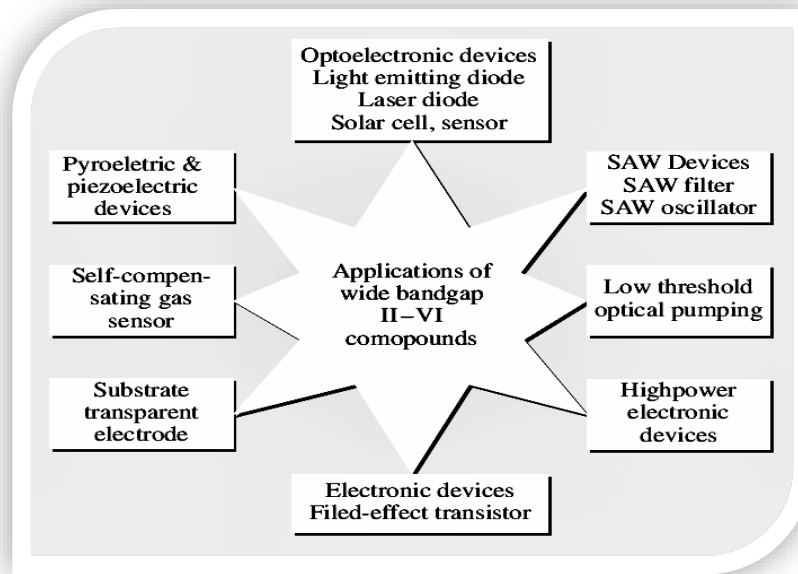 Optoelectronic devices
Light emitting diode
Laser diode
Solar cell, sensor
Pyroeletric &
piezoelectric
devices
SAW Devices
SAW filter
SAW oscillator
Self-compen-
sating gas
sensor
Applications of
wide bandgap
II–VI
comopounds
Low threshold
optical pumping
Substrate
transparent
electrode
Highpower
electronic
devices
Electronic devices
Filed-effect transistor